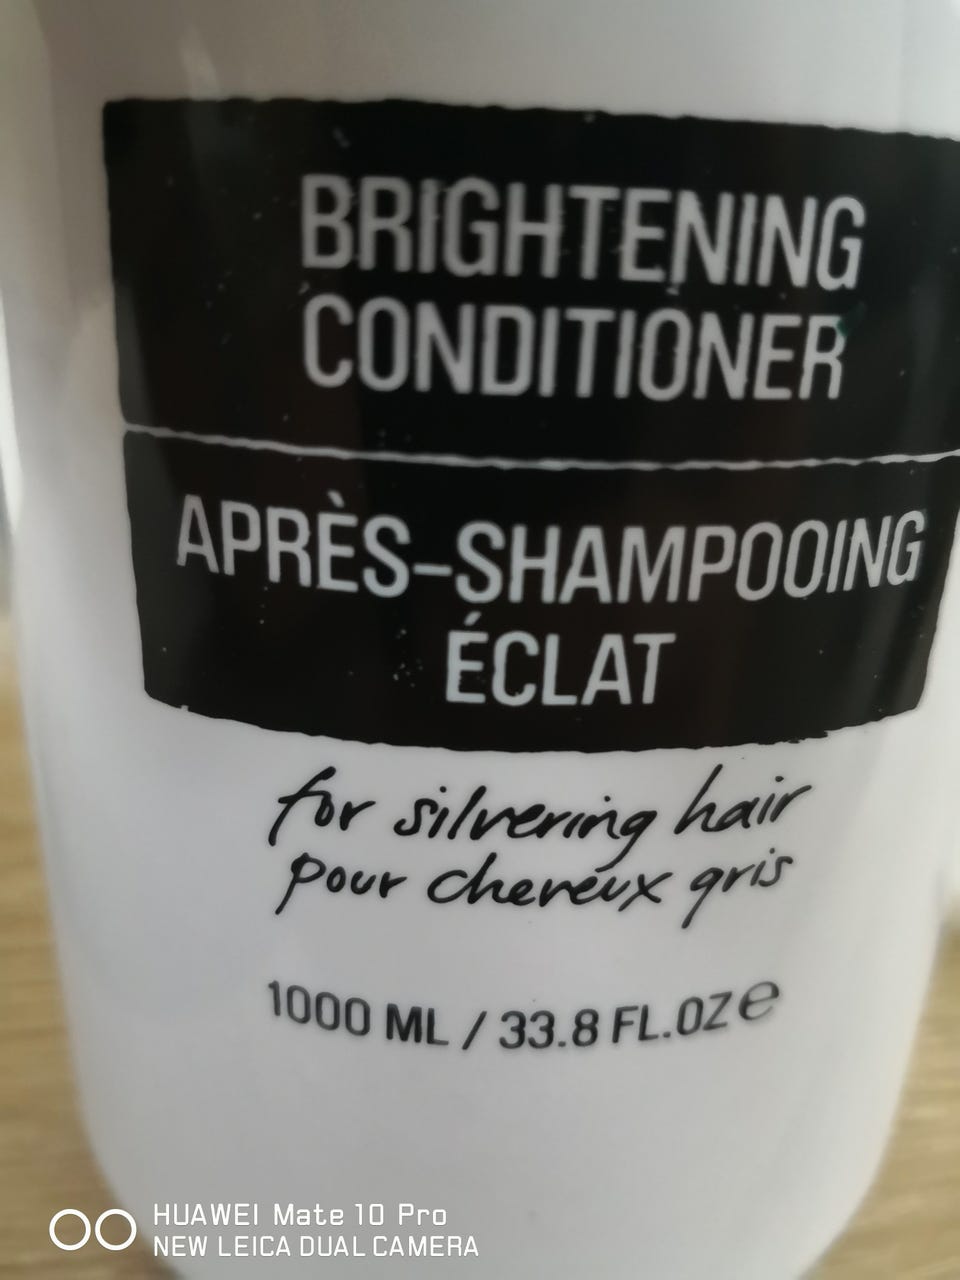 BRIGHTENING
CONDITIONER
APRÈS-SHAMPOOING
ÉCLAT
for silvering hair
pour cheveux gris
1000 ML / 33.8 FL.OZ e
HUAWEI Mate 10 Pro
NEW LEICA DUAL CAMERA